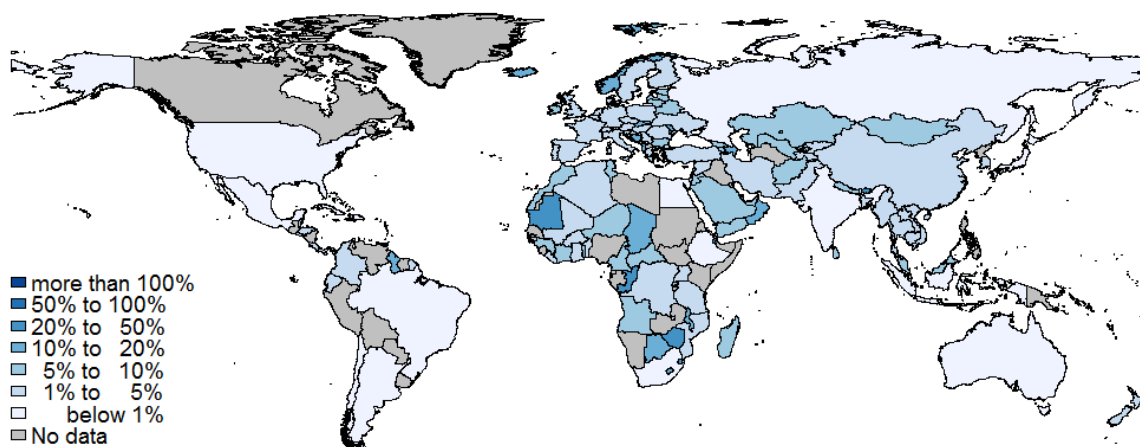 more than 100%
50% to 100%
20% to 50%
10% to 20%
5% to 10%
1% to 5%
below 1%
No data